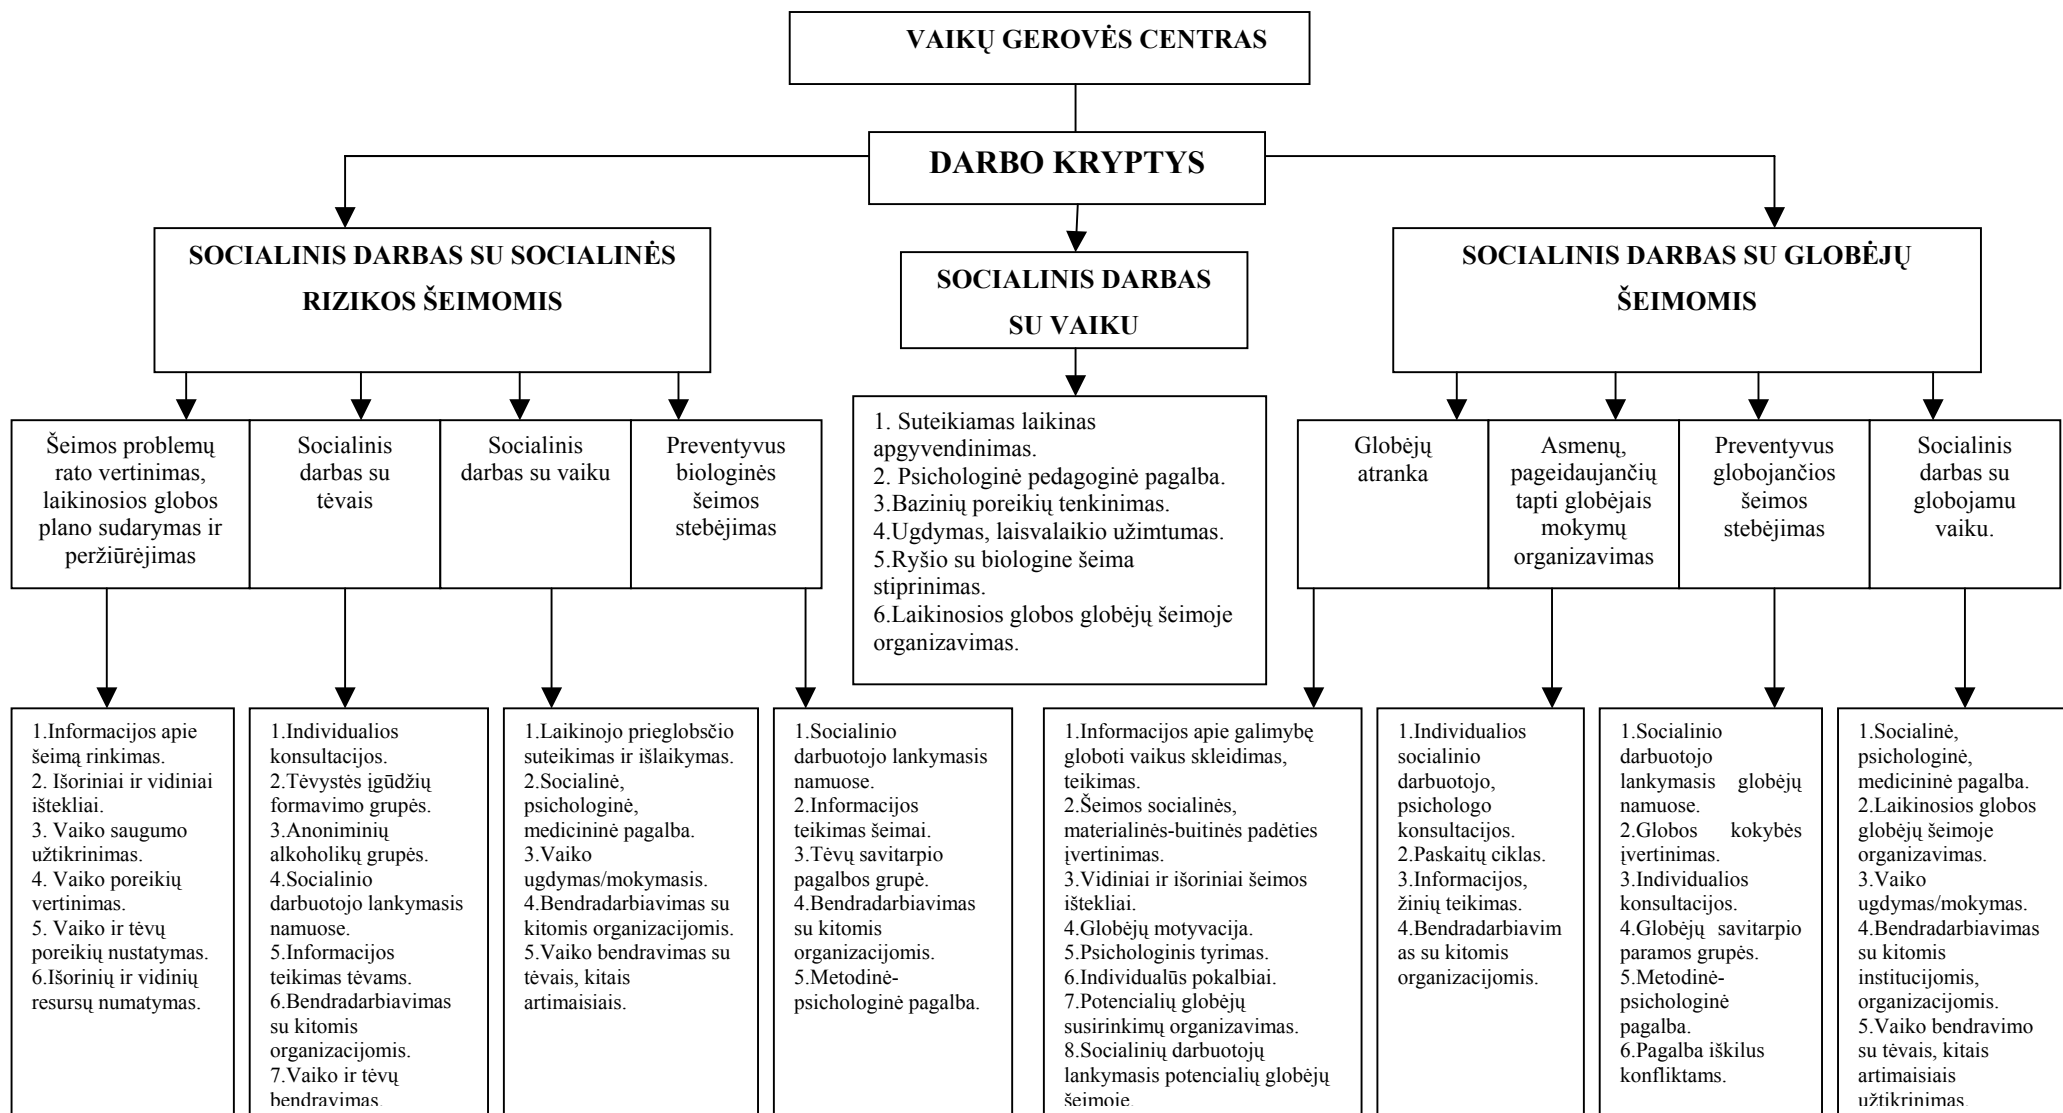 VAIKŲ GEROVĖS CENTRAS
DARBO KRYPTYS
SOCIALINIS DARBAS SU SOCIALINĖS
RIZIKOS ŠEIMOMIS
SOCIALINIS DARBAS
SU VAIKU
SOCIALINIS DARBAS SU GLOBĖJŲ
ŠEIMOMIS
Šeimos problemų
rato vertinimas,
laikinosios globos
plano sudarymas ir
peržiūrėjimas
Socialinis
darbas su
tėvais
Socialinis
darbas su vaiku
Preventyvus
biologinės
šeimos
stebėjimas
1. Suteikiamas laikinas
apgyvendinimas.
2. Psichologinė pedagoginė pagalba.
3.Bazinių poreikių tenkinimas.
4.Ugdymas, laisvalaikio užimtumas.
5.Ryšio su biologine šeima
stiprinimas.
6.Laikinosios globos globėjų šeimoje
organizavimas.
Globėjų
atranka
Asmenų,
pageidaujančių
tapti globėjais
mokymų
organizavimas
Preventyvus
globojančios
šeimos
stebėjimas
Socialinis
darbas su
globojamu
vaiku.
1.Informacijos apie
šeimą rinkimas.
2. Išoriniai ir vidiniai
ištekliai.
3. Vaiko saugumo
užtikrinimas.
4. Vaiko poreikių
vertinimas.
5. Vaiko ir tėvų
poreikių nustatymas.
6.Išorinių ir vidinių
resursų numatymas.
1.Individualios
konsultacijos.
2.Tėvystės įgūdžių
formavimo grupės.
3.Anoniminių
alkoholikų grupės.
4.Socialinio
darbuotojo lankymasis
namuose.
5.Informacijos
teikimas tėvams.
6.Bendradarbiavimas
su kitomis
organizacijomis.
7.Vaiko ir tėvų
bendravimas.
1.Laikinojo prieglobsčio
suteikimas ir išlaikymas.
2.Socialinė,
psichologinė,
medicininė pagalba.
3.Vaiko
ugdymas/mokymasis.
4.Bendradarbiavimas su
kitomis organizacijomis.
5.Vaiko bendravimas su
tėvais, kitais
artimaisiais.
1.Socialinio
darbuotojo lankymasis
namuose.
2.Informacijos
teikimas šeimai.
3.Tėvų savitarpio
pagalbos grupė.
4.Bendradarbiavimas
su kitomis
organizacijomis.
5.Metodinė-
psichologinė pagalba.
1.Informacijos apie galimybę
globoti vaikus skleidimas,
teikimas.
2.Šeimos socialinės,
materialinės-buitinės padėties
įvertinimas.
3.Vidiniai ir išoriniai šeimos
ištekliai.
4.Globėjų motyvacija.
5.Psichologinis tyrimas.
6.Individualūs pokalbiai.
7.Potencialių globėjų
susirinkimų organizavimas.
8.Socialinių darbuotojų
lankymasis potencialių globėjų
šeimoje.
1.Individualios
socialinio
darbuotojo,
psichologo
konsultacijos.
2.Paskaitų ciklas.
3.Informacijos,
žinių teikimas.
4.Bendradarbiavim
as su kitomis
organizacijomis.
1.Socialinio
darbuotojo
lankymasis globėjų
namuose.
2.Globos kokybės
įvertinimas.
3.Individualios
konsultacijos.
4.Globėjų savitarpio
paramos grupės.
5.Metodinė-
psichologinė
pagalba.
6.Pagalba iškilus
konfliktams.
1.Socialinė,
psichologinė,
medicininė pagalba.
2.Laikinosios globos
globėjų šeimoje
organizavimas.
3.Vaiko
ugdymas/mokymas.
4.Bendradarbiavimas
su kitomis
institucijomis,
organizacijomis.
5.Vaiko bendravimo
su tėvais, kitais
artimaisiais
užtikrinimas.